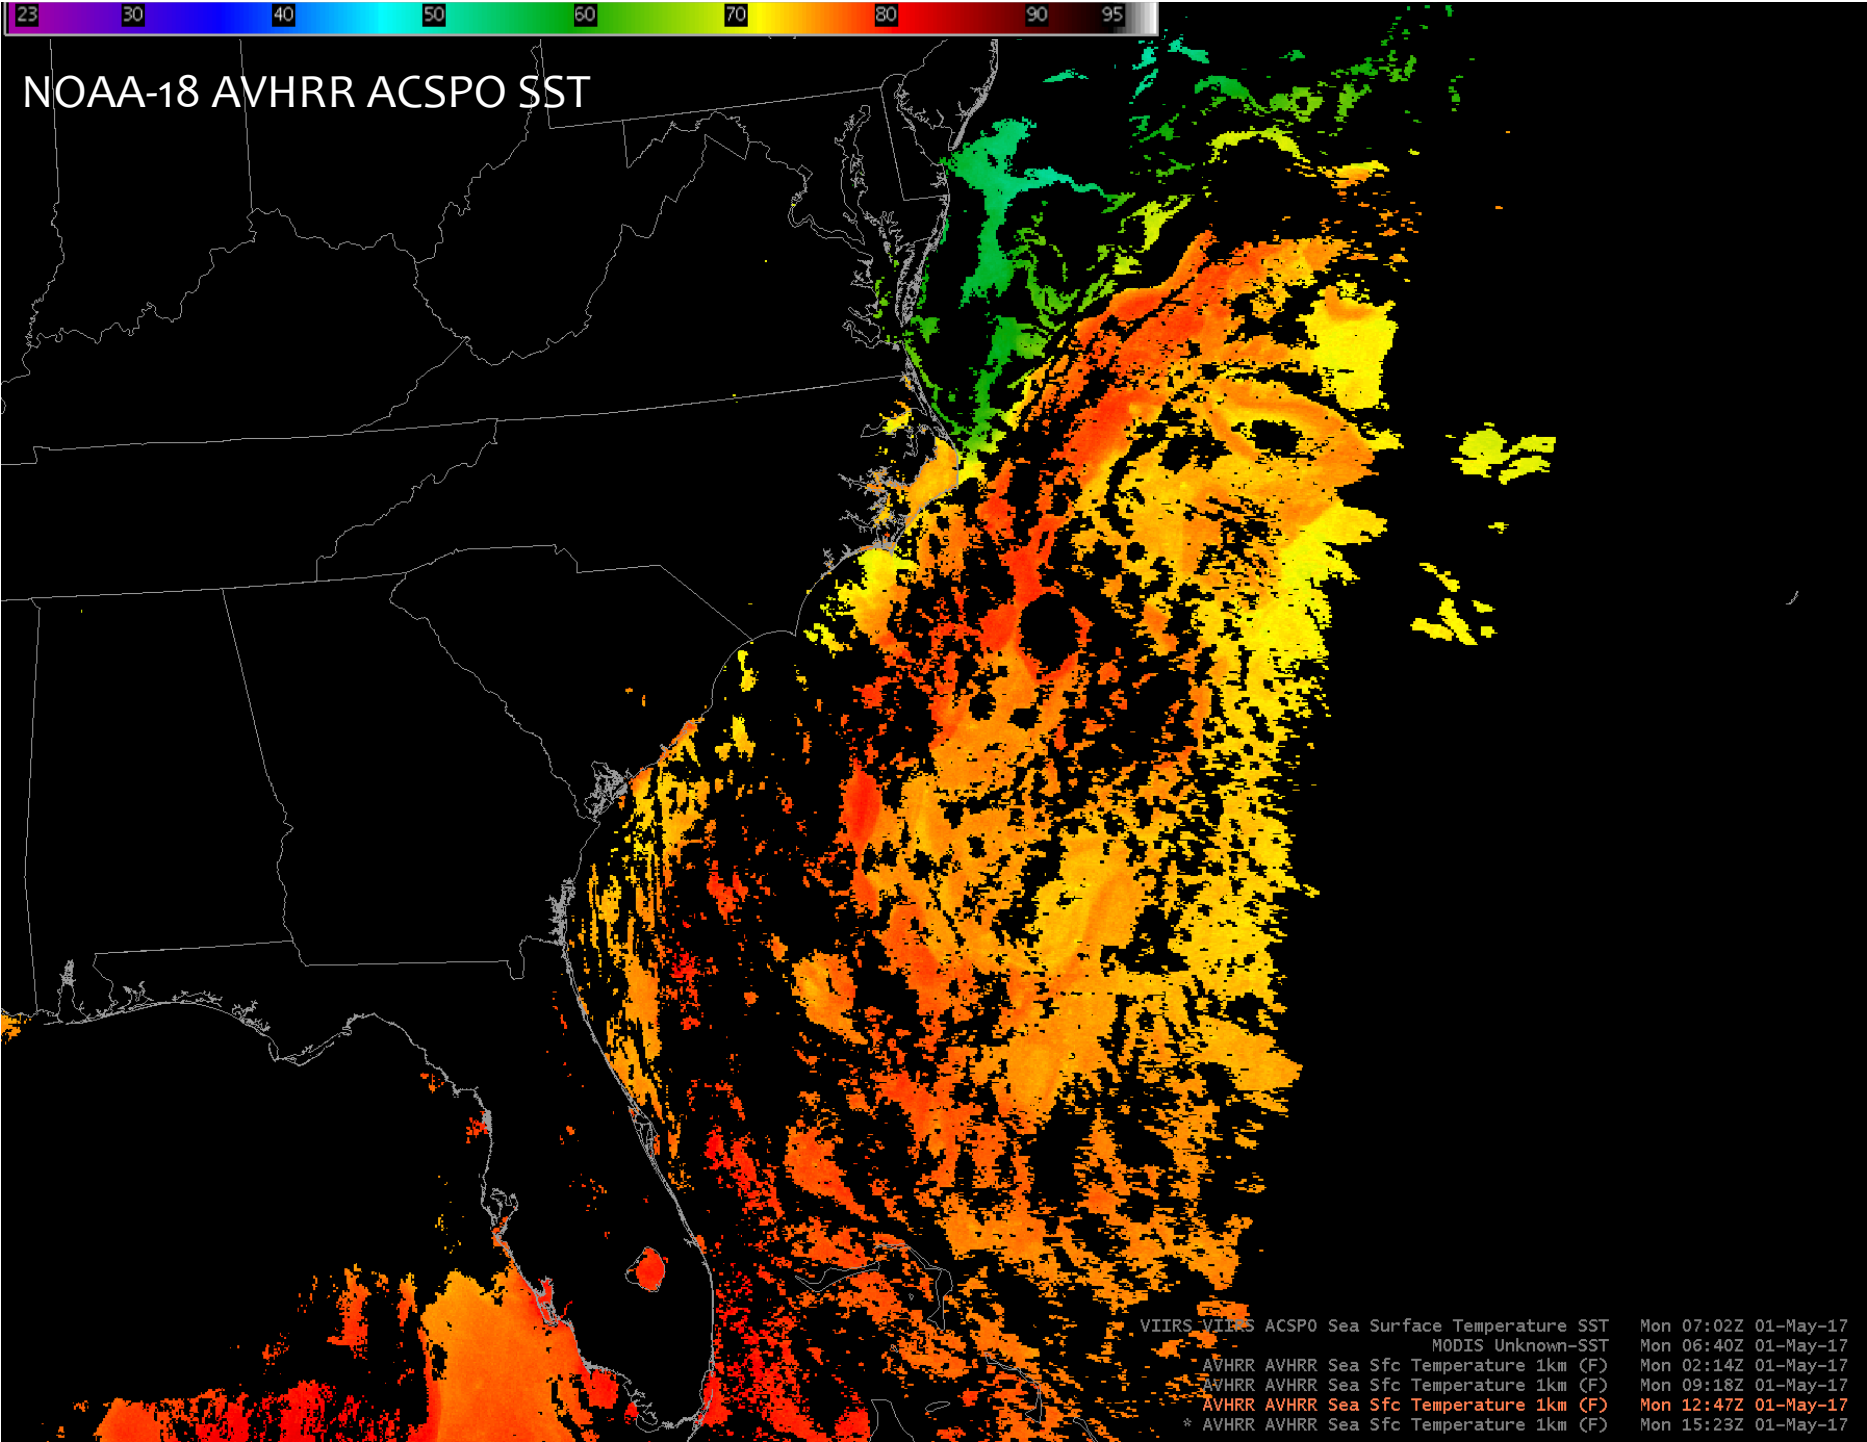 23 30 40 50 60 70 80 90 95
NOAA-18 AVHRR ACSPO SST
VIIRS VIIRS ACSPO Sea Surface Temperature SST Mon 07:02Z 01-May-17
MODIS Unknown-SST Mon 06:40Z 01-May-17
AVHRR AVHRR Sea Sfc Temperature 1km (F) Mon 02:14Z 01-May-17
AVHRR AVHRR Sea Sfc Temperature 1km (F) Mon 09:18Z 01-May-17
AVHRR AVHRR Sea Sfc Temperature 1km (F) Mon 12:47Z 01-May-17
* AVHRR AVHRR Sea Sfc Temperature 1km (F) Mon 15:23Z 01-May-17